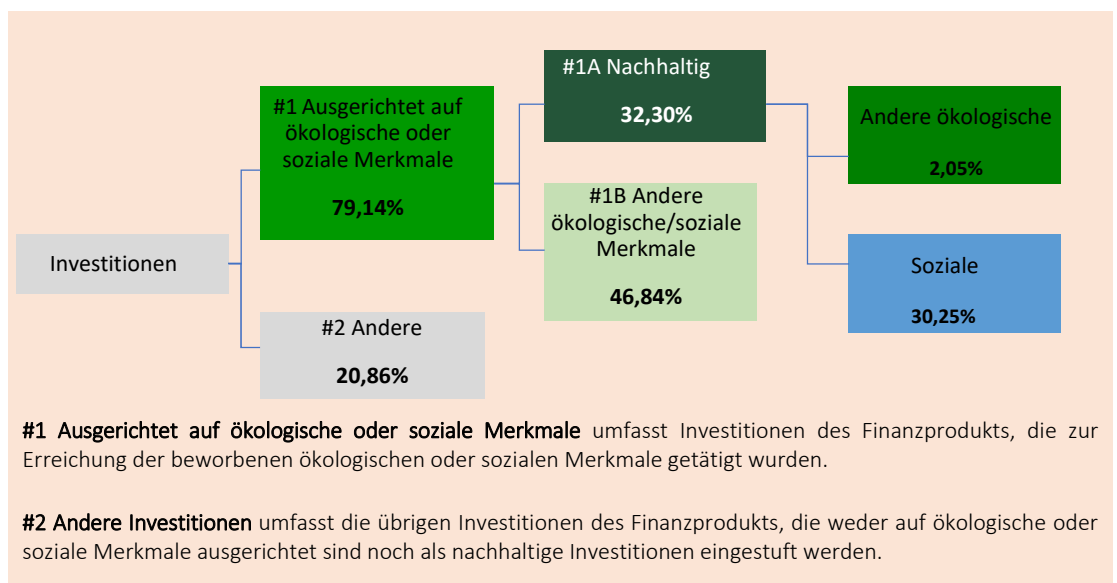 #1A Nachhaltig
32,30%
#1 Ausgerichtet auf
ökologische oder
soziale Merkmale
79,14%
Andere ökologische
2,05%
#1B Andere
ökologische/soziale
Merkmale
46,84%
Investitionen
Soziale
30,25%
#2 Andere
20,86%
#1 Ausgerichtet auf ökologische oder soziale Merkmale umfasst Investitionen des Finanzprodukts, die zur
Erreichung der beworbenen ökologischen oder sozialen Merkmale getätigt wurden.
#2 Andere Investitionen umfasst die übrigen Investitionen des Finanzprodukts, die weder auf ökologische oder
soziale Merkmale ausgerichtet sind noch als nachhaltige Investitionen eingestuft werden.